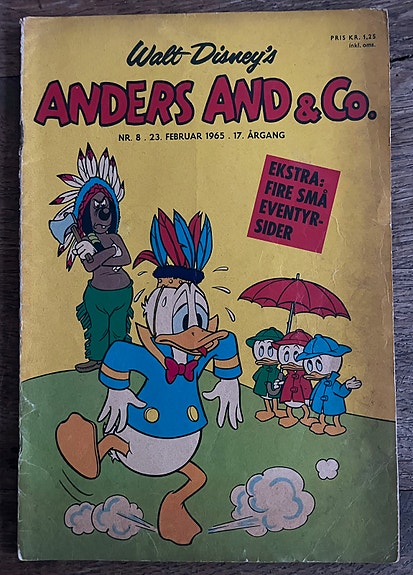 Walt Disney's
PRIS KR. 1,25
inkl. oms.
ANDERS AND & Co.
NR. 8 . 23. FEBRUAR 1965 . 17. ÅRGANG
EKSTRA:
FIRE SMÅ
EVENTYR-
SIDER